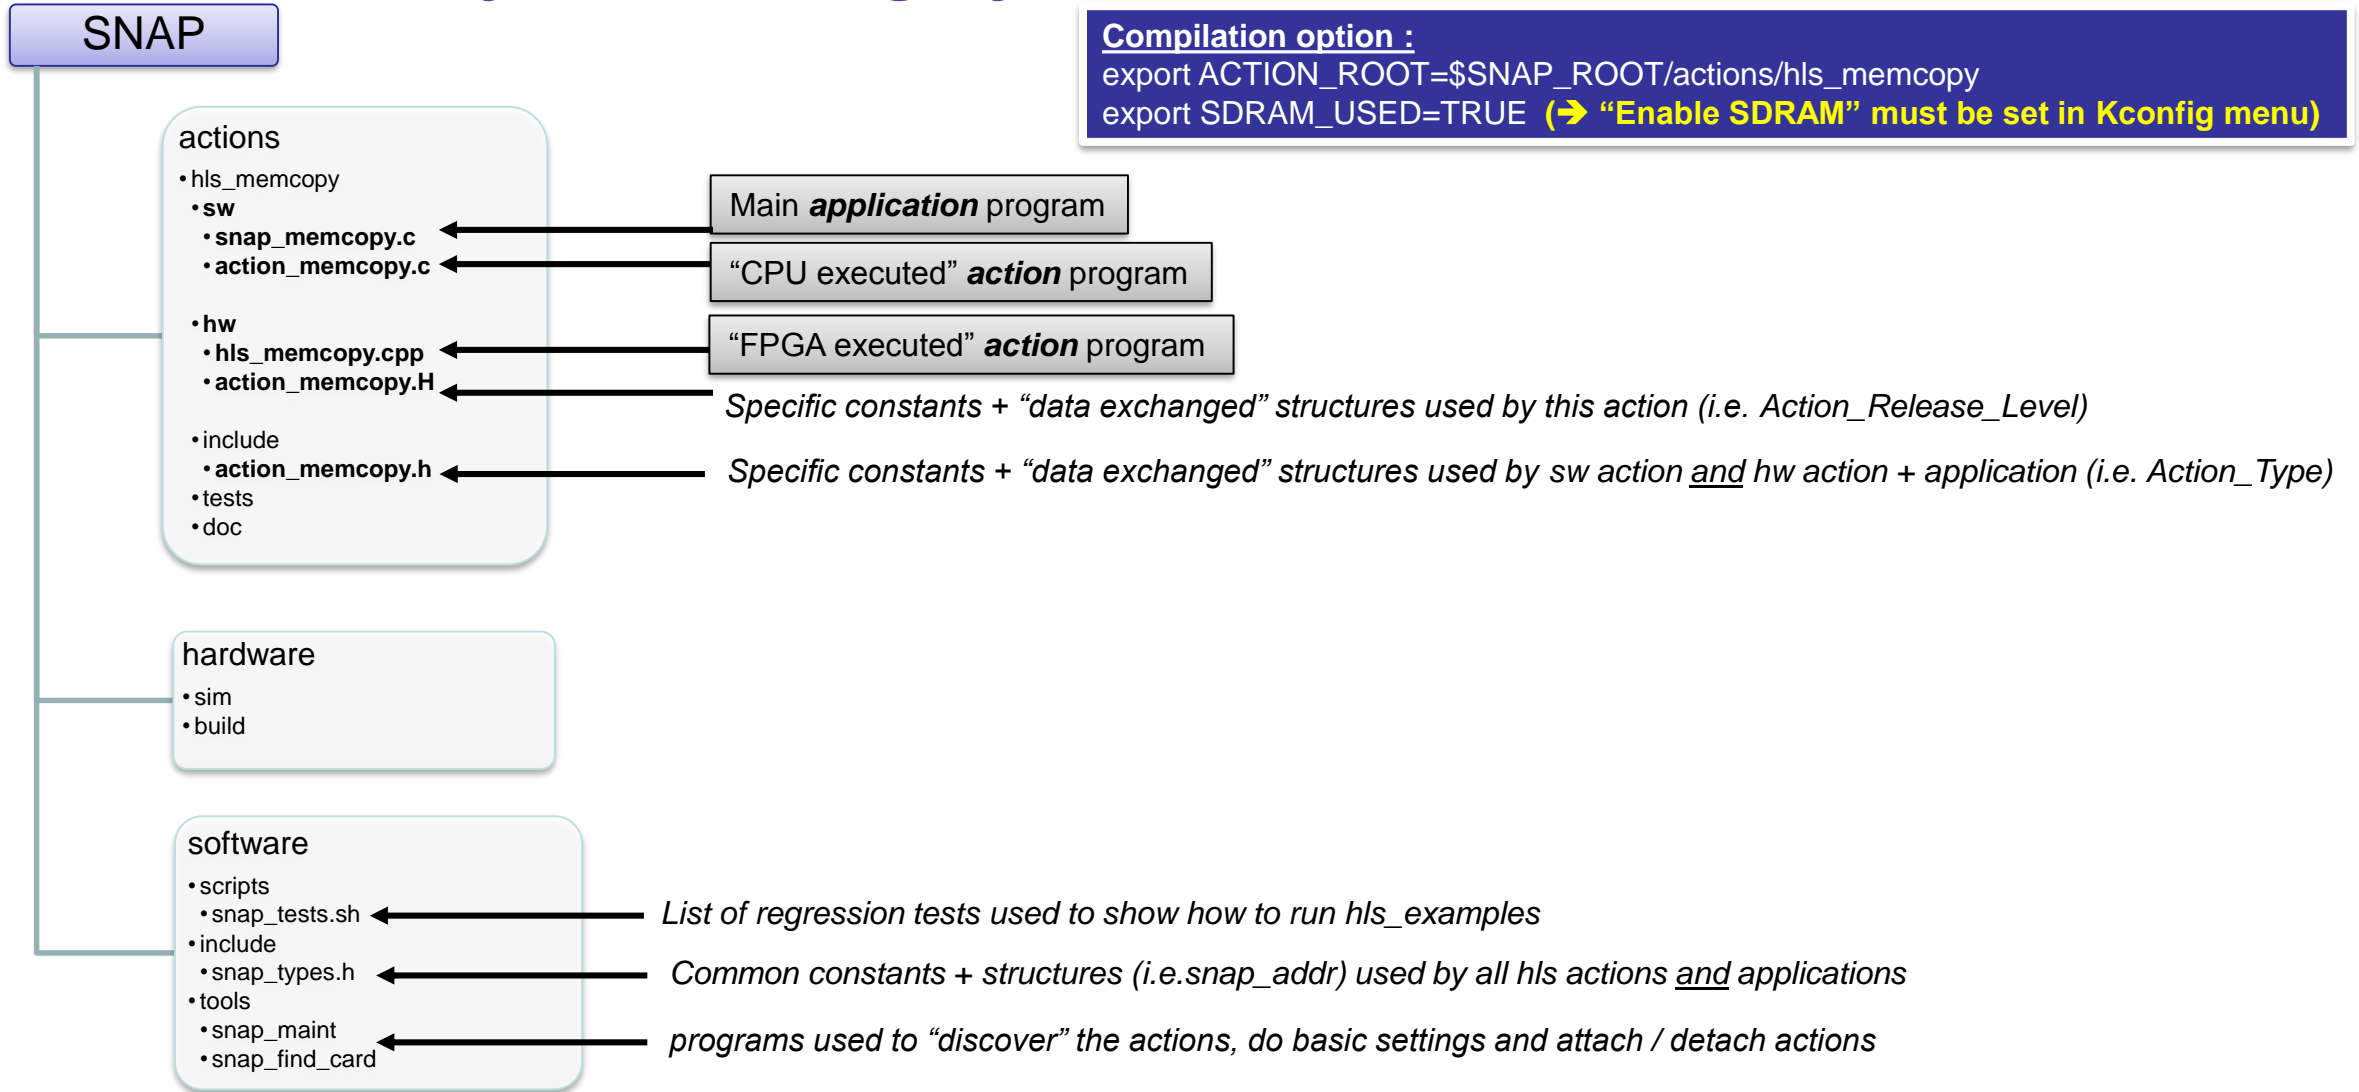 SNAP
Compilation option :
export ACTION_ROOT=$SNAP_ROOT/actions/hls_memcopy
export SDRAM_USED=TRUE (➔ “Enable SDRAM” must be set in Kconfig menu)
actions
•hls_memcopy
•sw
•snap_memcopy.c
•action_memcopy.c
•hw
•hls_memcopy.cpp
•action_memcopy.H
•include
•action_memcopy.h
•tests
•doc
Main application program
“CPU executed” action program
“FPGA executed” action program
Specific constants + “data exchanged” structures used by this action (i.e. Action_Release_Level)
Specific constants + “data exchanged” structures used by sw action and hw action + application (i.e. Action_Type)
hardware
•sim
•build
software
•scripts
•snap_tests.sh
•include
•snap_types.h
•tools
•snap_maint
•snap_find_card
List of regression tests used to show how to run hls_examples
Common constants + structures (i.e.snap_addr) used by all hls actions and applications
programs used to “discover” the actions, do basic settings and attach / detach actions